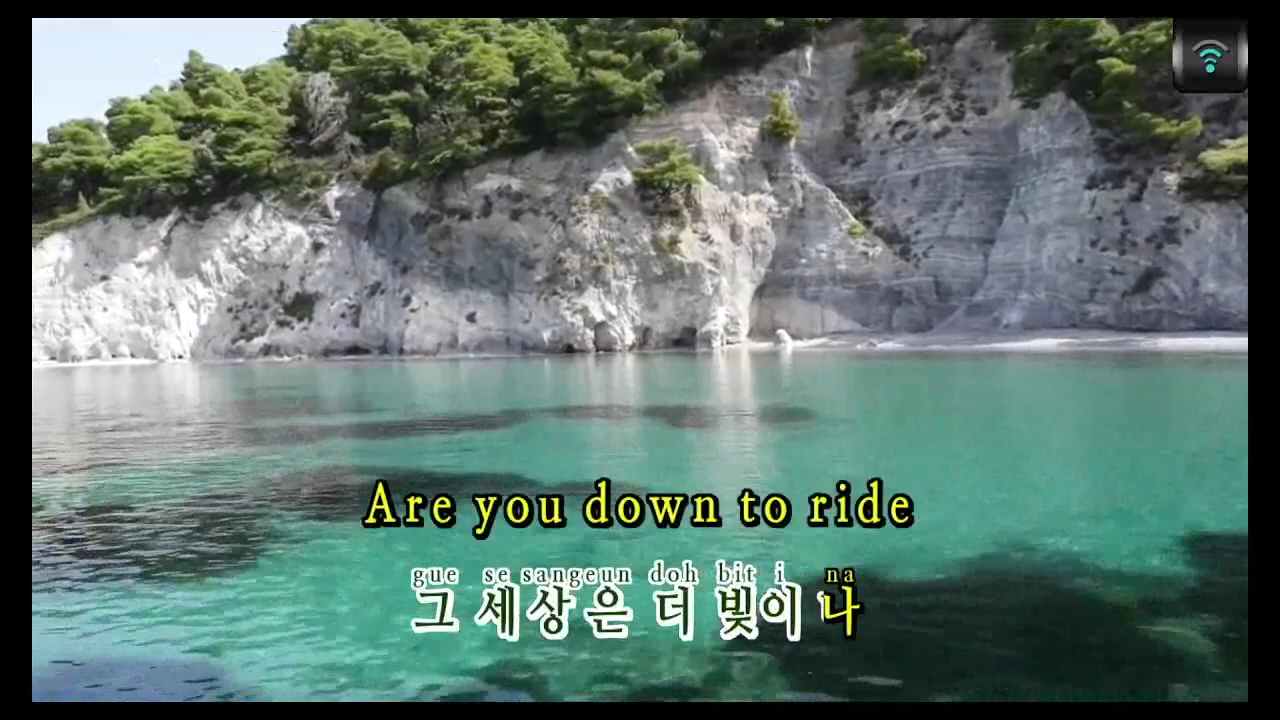 Are you down to ride
gue se sangeun doh bit i na
그 세상은 더 빛이 나